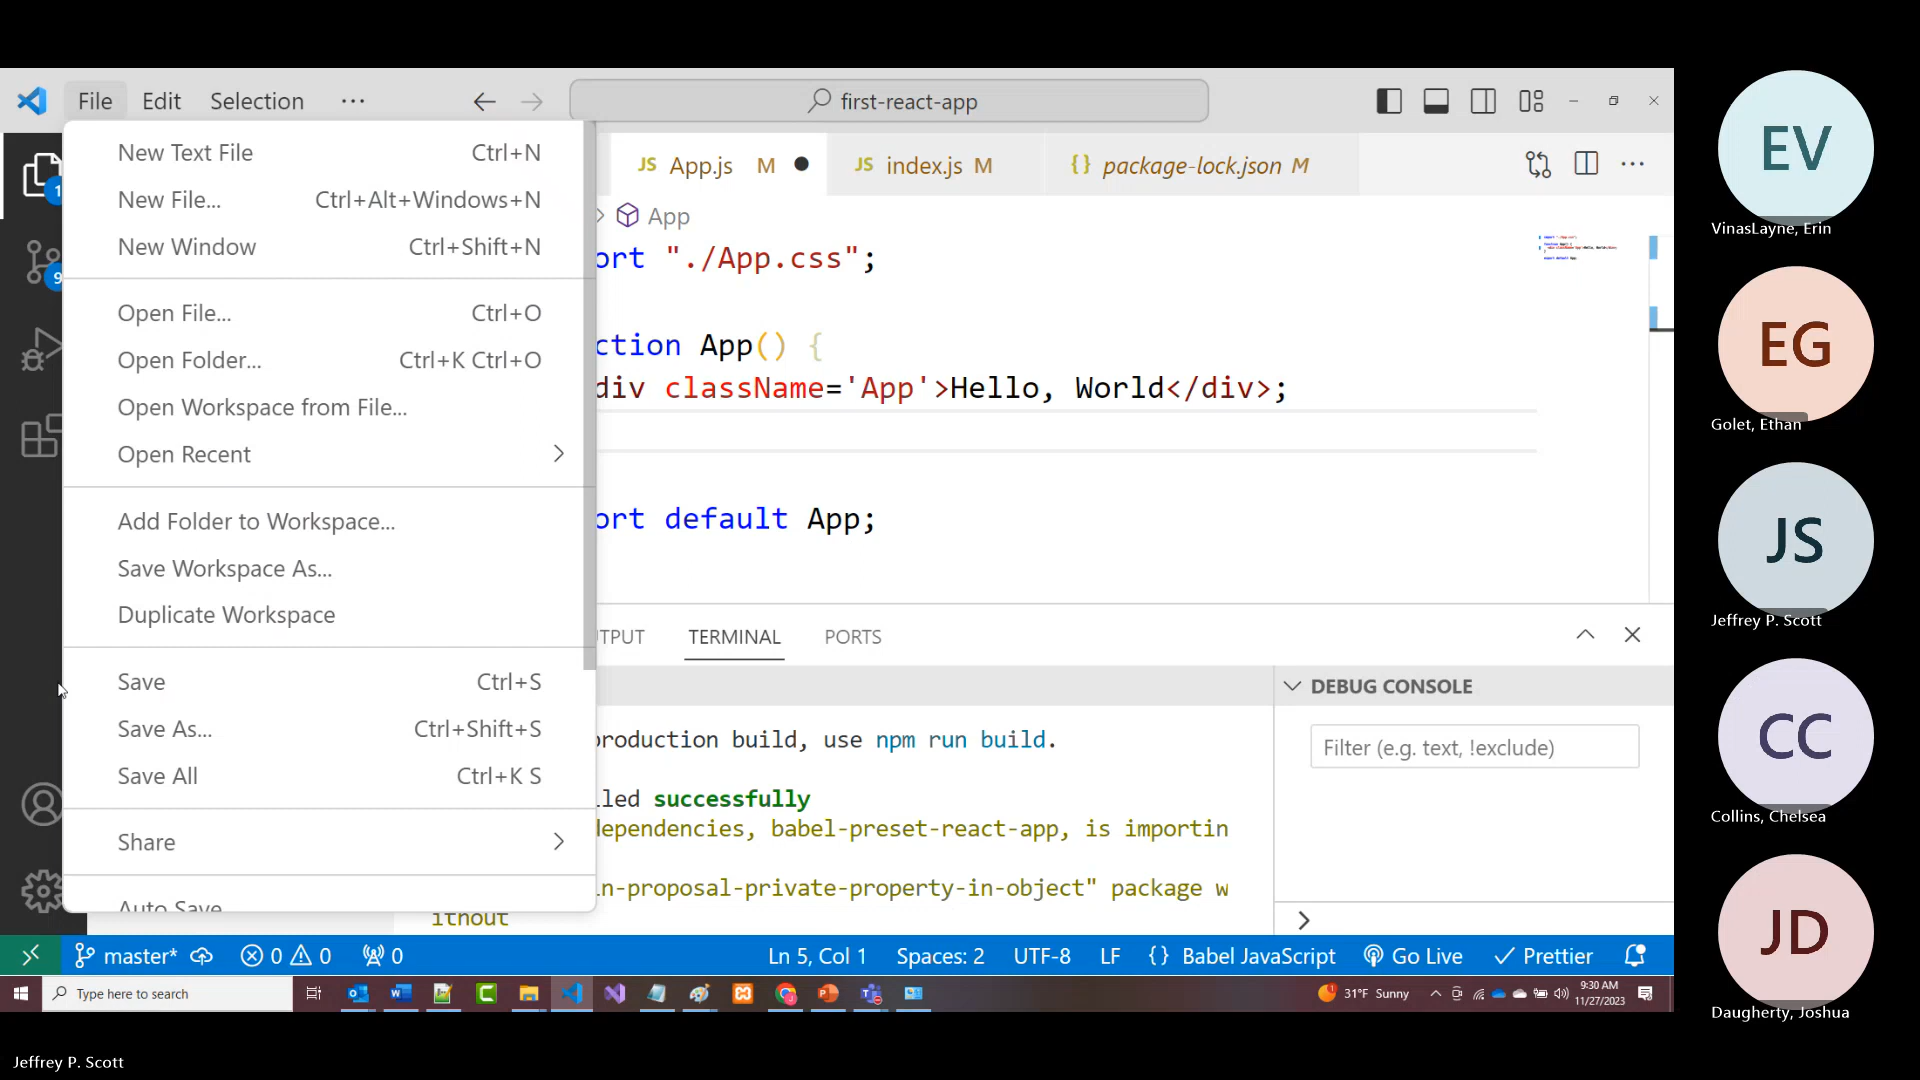 File Edit Selection ··· first-react-app
New Text File Ctrl+N
New File... Ctrl+Alt+Windows+N
New Window Ctrl+Shift+N
Open File... Ctrl+O
Open Folder... Ctrl+K Ctrl+O
Open Workspace from File...
Open Recent
Add Folder to Workspace...
Save Workspace As...
Duplicate Workspace
Save Ctrl+S
Save As... Ctrl+Shift+S
Save All Ctrl+K S
Share
Auto Save
1
9
JS App.js M ● JS index.js M {} package-lock.json M
> App
ort "./App.css";
ction App() {
div className='App'>Hello, World</div>;
ort default App;
TPUT TERMINAL PORTS
DEBUG CONSOLE
Filter (e.g. text, !exclude)
production build, use npm run build.
led successfully
dependencies, babel-preset-react-app, is importin
n-proposal-private-property-in-object" package w
ithout
>
master* 0 0 0 Ln 5, Col 1 Spaces: 2 UTF-8 LF {} Babel JavaScript Go Live Prettier
Type here to search 31°F Sunny 9:30 AM
11/27/2023
EV
VinasLayne, Erin
EG
Golet, Ethan
JS
Jeffrey P. Scott
CC
Collins, Chelsea
JD
Daugherty, Joshua
Jeffrey P. Scott